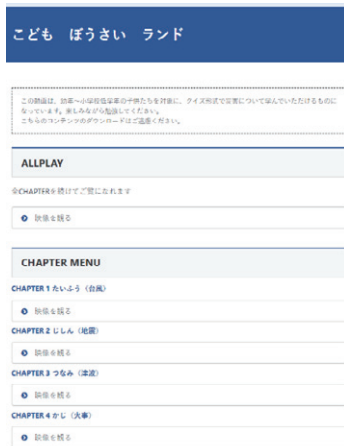 こども ぼうさい ランド
この動画は、幼年～小学校低学年の子供たちを対象に、クイズ形式で災害について学んでいただけるものに
なっています。楽しみながら勉強してください。
こちらのコンテンツのダウンロードはご遠慮ください。
ALLPLAY
全CHAPTERを続けてご覧になれます
映像を観る
CHAPTER MENU
CHAPTER 1 たいふう（台風）
映像を観る
CHAPTER 2 じしん（地震）
映像を観る
CHAPTER 3 つなみ（津波）
映像を観る
CHAPTER 4 かじ（火事）
映像を観る